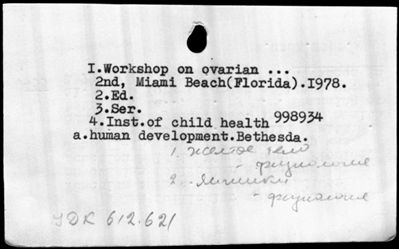 I.Workshop on ovarian ...
2nd, Miami Beach(Florida).I978.
2.Ed.
3.Ser.
4.Inst.of child health 998934
a.human development.Bethesda.
1. желтое тело
- физиология
2. Яичники
- физиология
УДК 612.621